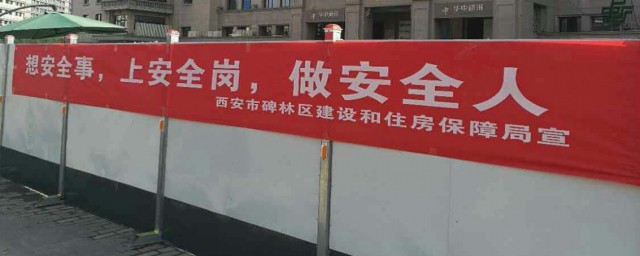 想安全事，上安全岗，做安全人
西安市碑林区建设和住房保障局宣